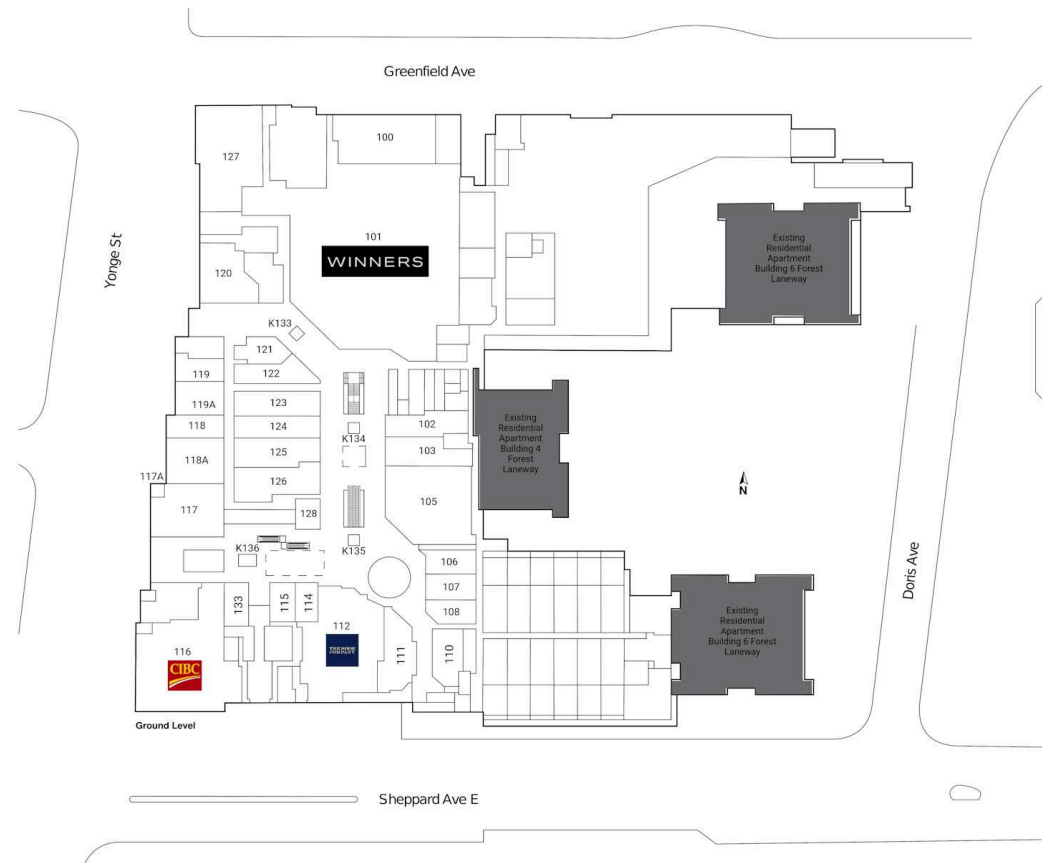 Greenfield Ave
100
127
101
WINNERS
Existing
Residential
Apartment
Building 6 Forest
Laneway
Yonge St
120
K133
121
122
119
123
119A
118
124
K134
102
Existing
Residential
Apartment
Building 4
Forest
Laneway
118A
125
103
117A
126
N
105
117
128
K136
K135
106
107
108
Doris Ave
133
115
114
112
THE SHOE
COMPANY
111
110
116
CIBC
Existing
Residential
Apartment
Building 6 Forest
Laneway
Ground Level
Sheppard Ave E